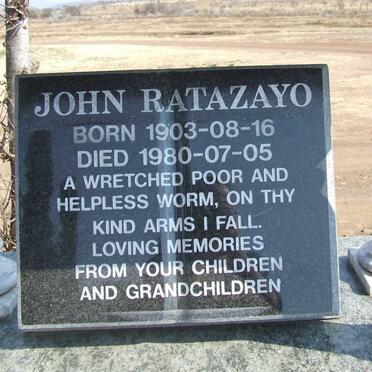 JOHN RATAZAYO
BORN 1903-08-16
DIED 1980-07-05
A WRETCHED POOR AND
HELPLESS WORM, ON THY
KIND ARMS I FALL.
LOVING MEMORIES
FROM YOUR CHILDREN
AND GRANDCHILDREN